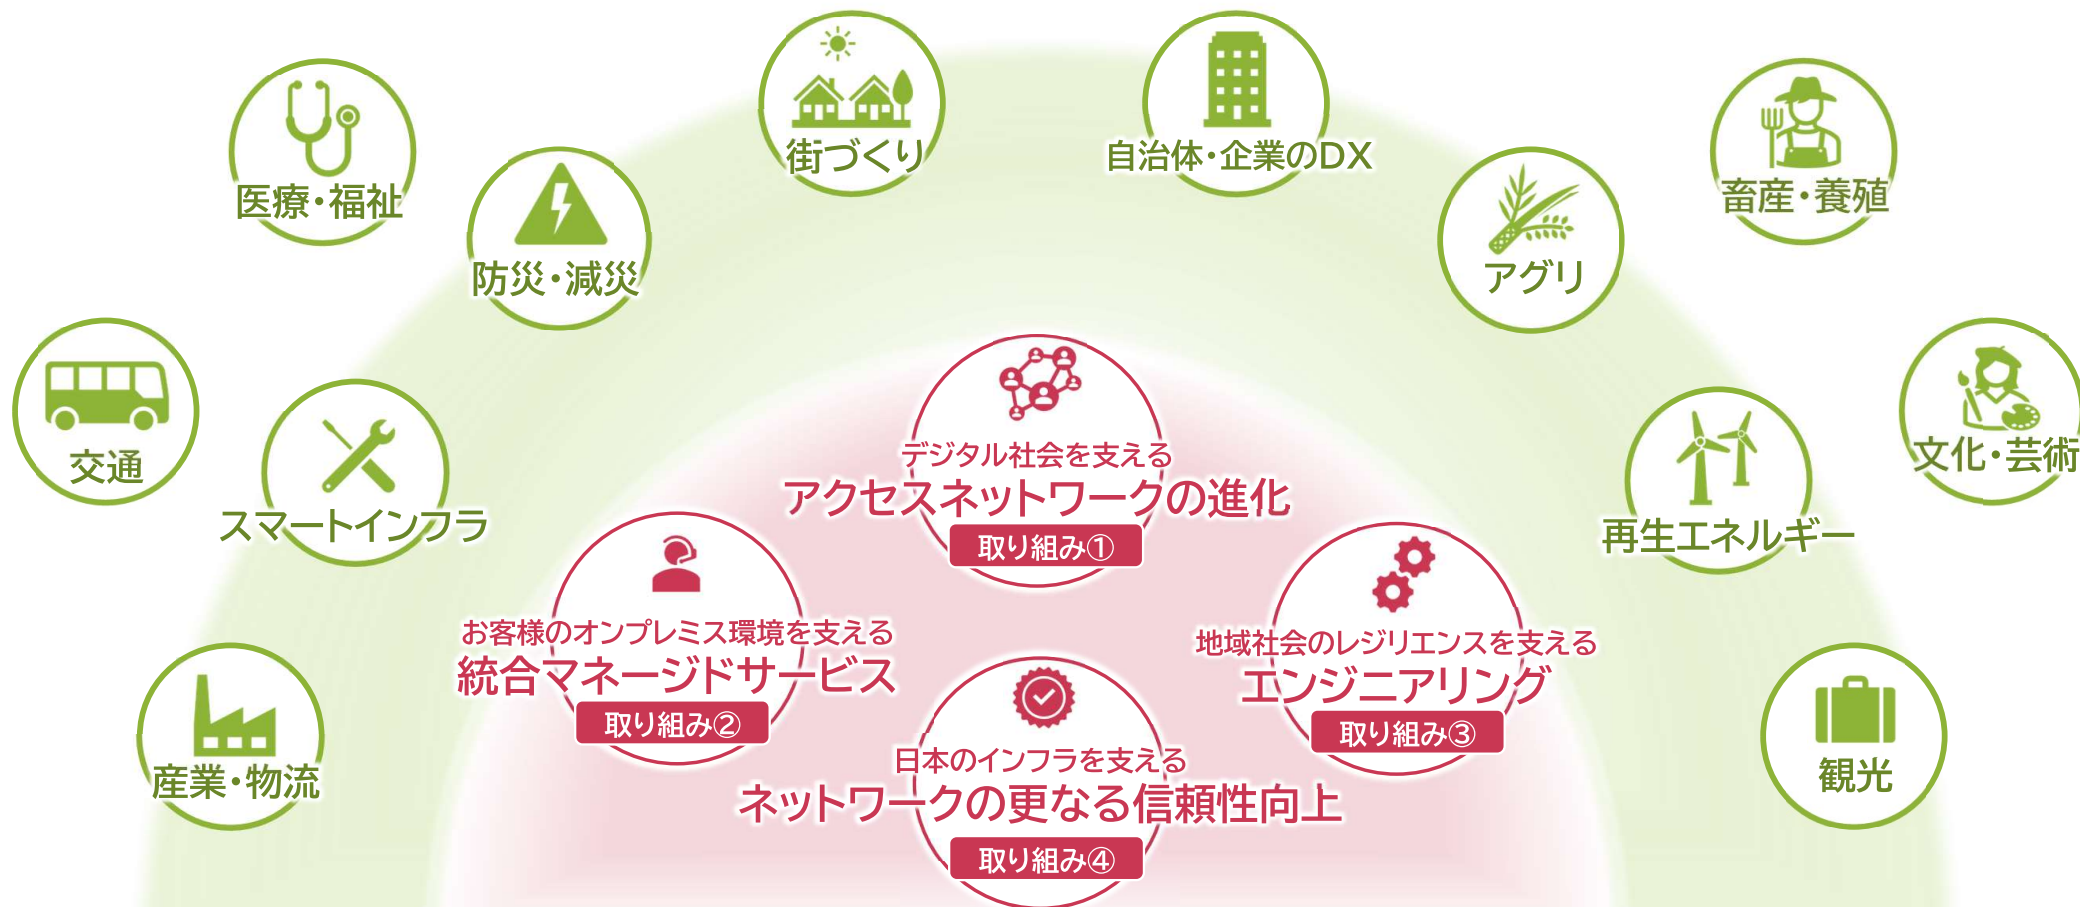 街づくり
自治体・企業のDX
医療・福祉
畜産・養殖
防災・減災
アグリ
交通
文化・芸術
スマートインフラ
再生エネルギー
デジタル社会を支える
アクセスネットワークの進化
取り組み①
お客様のオンプレミス環境を支える
統合マネージドサービス
取り組み②
地域社会のレジリエンスを支える
エンジニアリング
取り組み③
日本のインフラを支える
ネットワークの更なる信頼性向上
取り組み④
産業・物流
観光